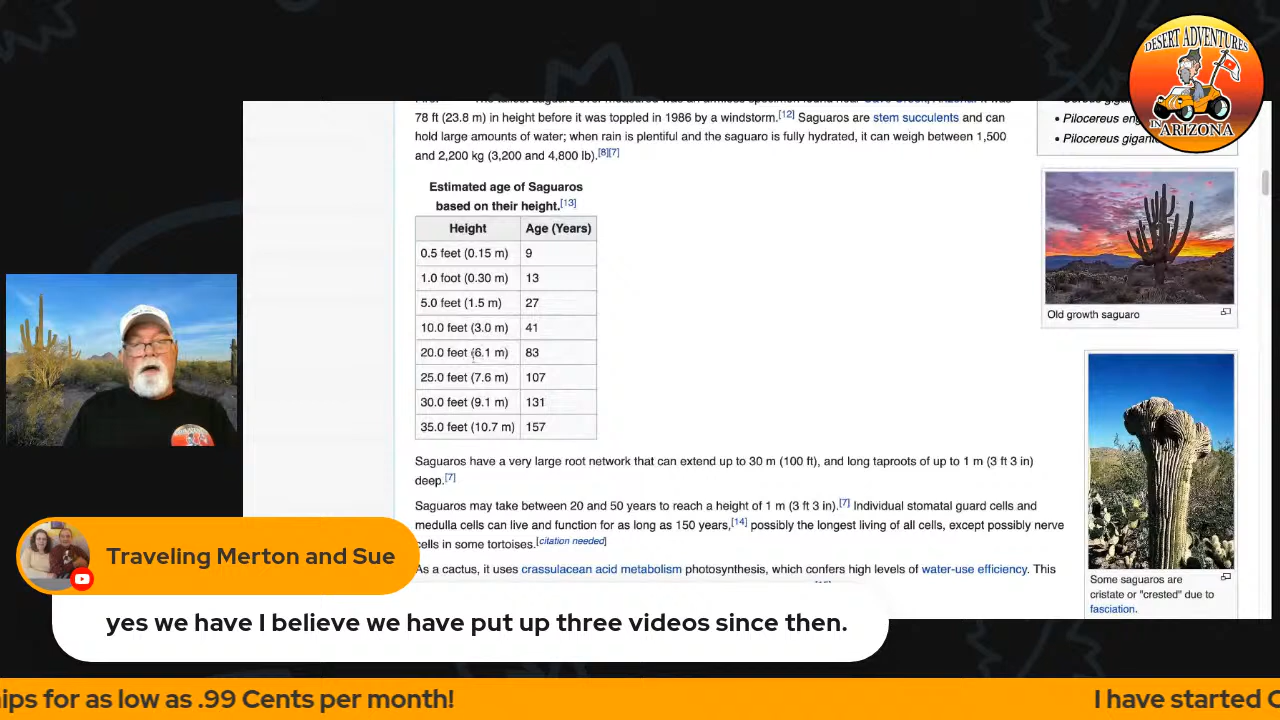 DESERT ADVENTURES
IN ARIZONA
78 ft (23.8 m) in height before it was toppled in 1986 by a windstorm.[12] Saguaros are stem succulents and can
hold large amounts of water; when rain is plentiful and the saguaro is fully hydrated, it can weigh between 1,500
and 2,200 kg (3,200 and 4,800 lb).[8][7]
Estimated age of Saguaros
based on their height.[13]
Height Age (Years)
0.5 feet (0.15 m) 9
1.0 foot (0.30 m) 13
5.0 feet (1.5 m) 27
10.0 feet (3.0 m) 41
20.0 feet (6.1 m) 83
25.0 feet (7.6 m) 107
30.0 feet (9.1 m) 131
35.0 feet (10.7 m) 157
Saguaros have a very large root network that can extend up to 30 m (100 ft), and long taproots of up to 1 m (3 ft 3 in)
deep.[7]
Saguaros may take between 20 and 50 years to reach a height of 1 m (3 ft 3 in).[7] Individual stomatal guard cells and
medulla cells can live and function for as long as 150 years,[14] possibly the longest living of all cells, except possibly nerve
cells in some tortoises.[citation needed]
As a cactus, it uses crassulacean acid metabolism photosynthesis, which confers high levels of water-use efficiency. This
• Pilocereus
• Pilocereus
Old growth saguaro
Some saguaros are
cristate or "crested" due to
fasciation.
Traveling Merton and Sue
yes we have I believe we have put up three videos since then.
for as low as .99 Cents per month!
I have started